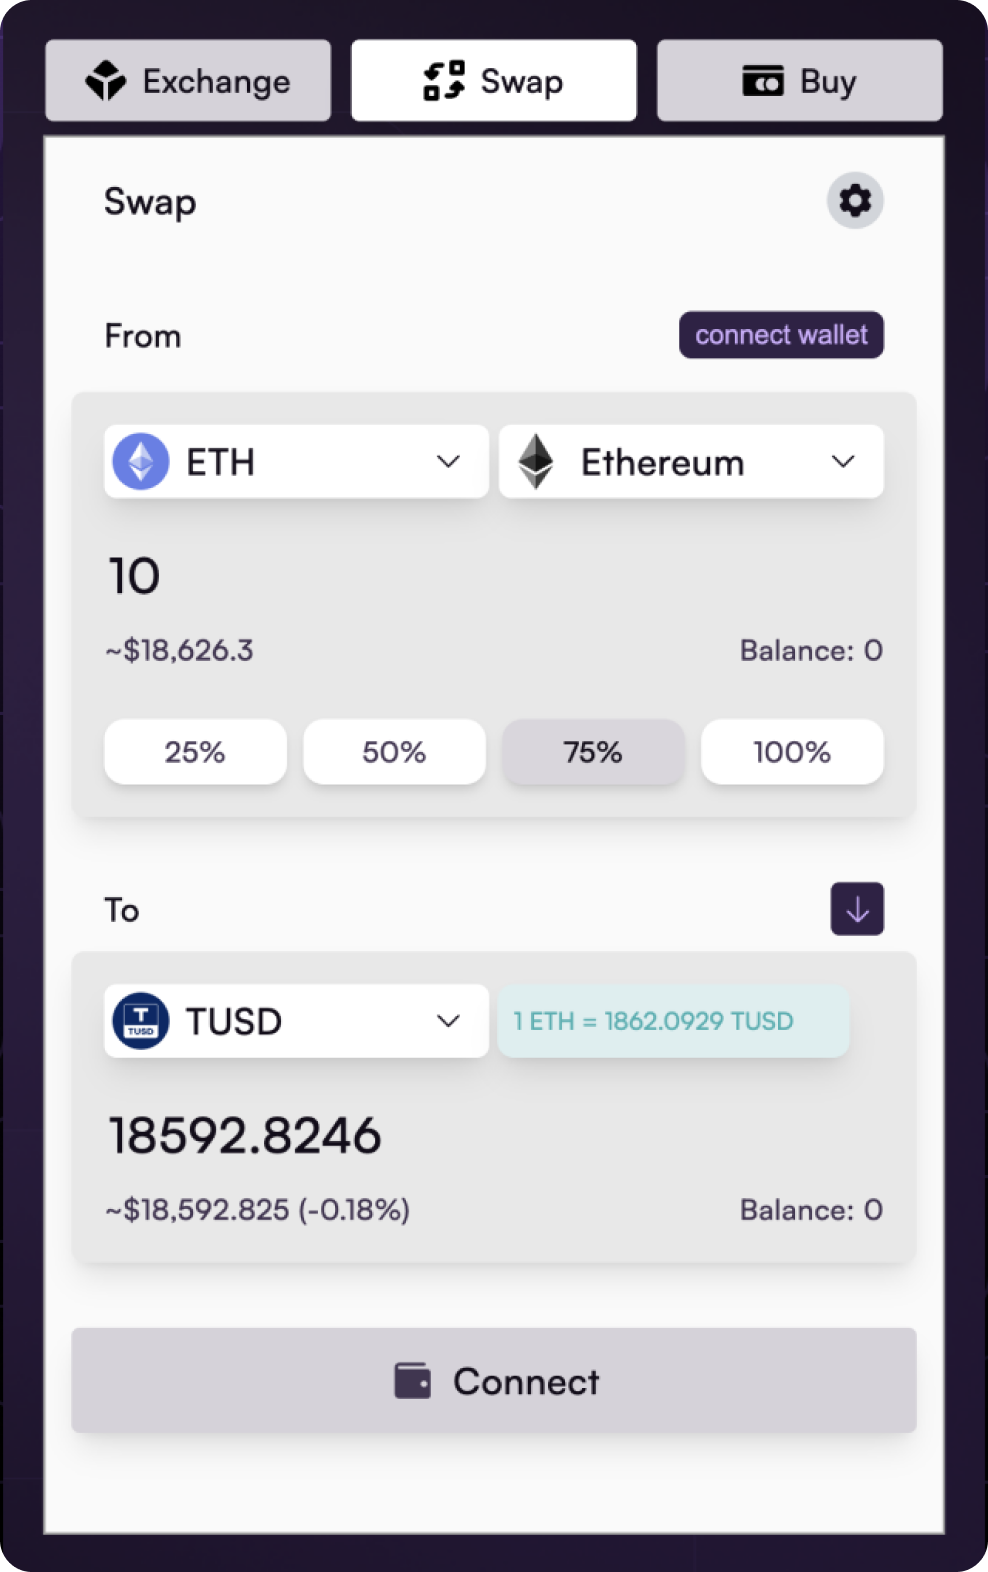 Exchange
Swap
Buy
Swap
From
connect wallet
ETH
Ethereum
10
~$18,626.3
Balance: 0
25%
50%
75%
100%
To
T
TUSD
TUSD
1 ETH = 1862.0929 TUSD
18592.8246
~$18,592.825 (-0.18%)
Balance: 0
Connect